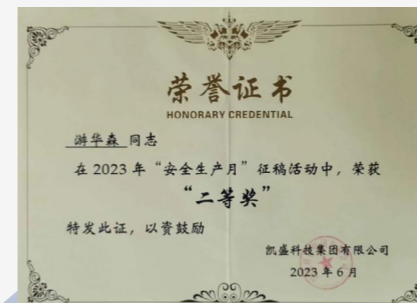 荣誉证书
HONORARY CREDENTIAL
游华森 同志
在 2023 年“安全生产月”征稿活动中，荣获
“二等奖”
特发此证，以资鼓励
凯盛科技集团有限公司
2023 年 6 月